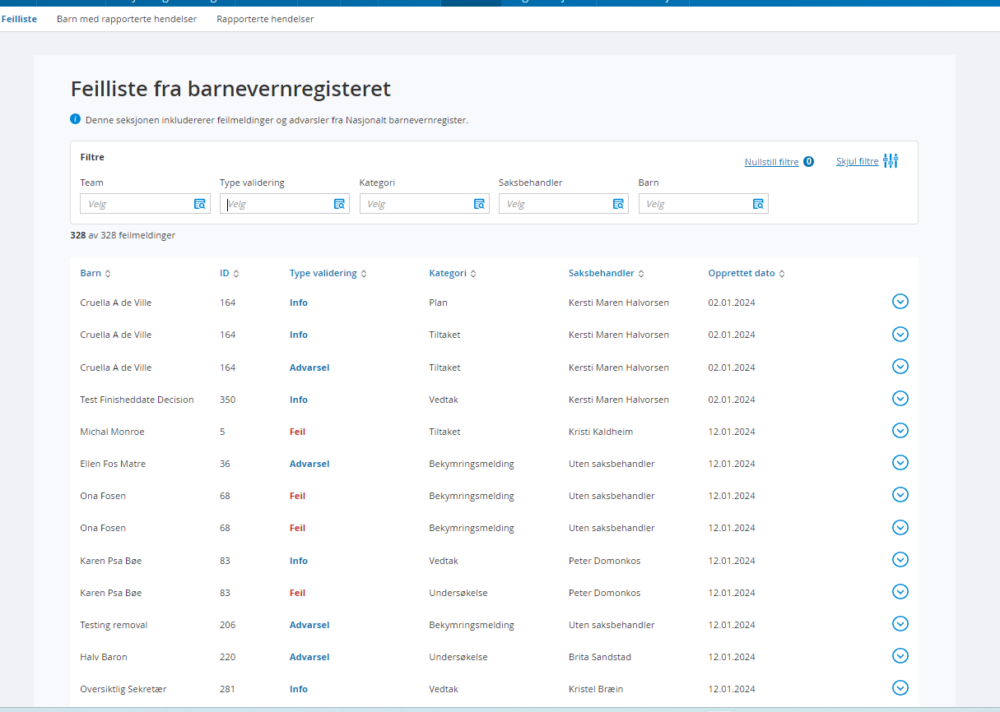 Feilliste Barn med rapporterte hendelser Rapporterte hendelser
Feilliste fra barnevernregisteret
Denne seksjonen inkludererer feilmeldinger og advarsler fra Nasjonalt barnevernregister.
Filtre Nullstill filtre 0 Skjul filtre
Team Type validering Kategori Saksbehandler Barn
Velg Velg Velg Velg Velg
328 av 328 feilmeldinger
Barn ID Type validering Kategori Saksbehandler Opprettet dato
Cruella A de Ville 164 Info Plan Kersti Maren Halvorsen 02.01.2024
Cruella A de Ville 164 Info Tiltaket Kersti Maren Halvorsen 02.01.2024
Cruella A de Ville 164 Advarsel Tiltaket Kersti Maren Halvorsen 02.01.2024
Test Finisheddate Decision 350 Info Vedtak Kersti Maren Halvorsen 02.01.2024
Michal Monroe 5 Feil Tiltaket Kristi Kaldheim 12.01.2024
Ellen Fos Matre 36 Advarsel Bekymringsmelding Uten saksbehandler 12.01.2024
Ona Fosen 68 Feil Bekymringsmelding Uten saksbehandler 12.01.2024
Ona Fosen 68 Feil Bekymringsmelding Uten saksbehandler 12.01.2024
Karen Psa Bøe 83 Info Vedtak Peter Domonkos 12.01.2024
Karen Psa Bøe 83 Feil Undersøkelse Peter Domonkos 12.01.2024
Testing removal 206 Advarsel Bekymringsmelding Uten saksbehandler 12.01.2024
Halv Baron 220 Advarsel Undersøkelse Brita Sandstad 12.01.2024
Oversiktlig Sekretær 281 Info Vedtak Kristel Bræin 12.01.2024